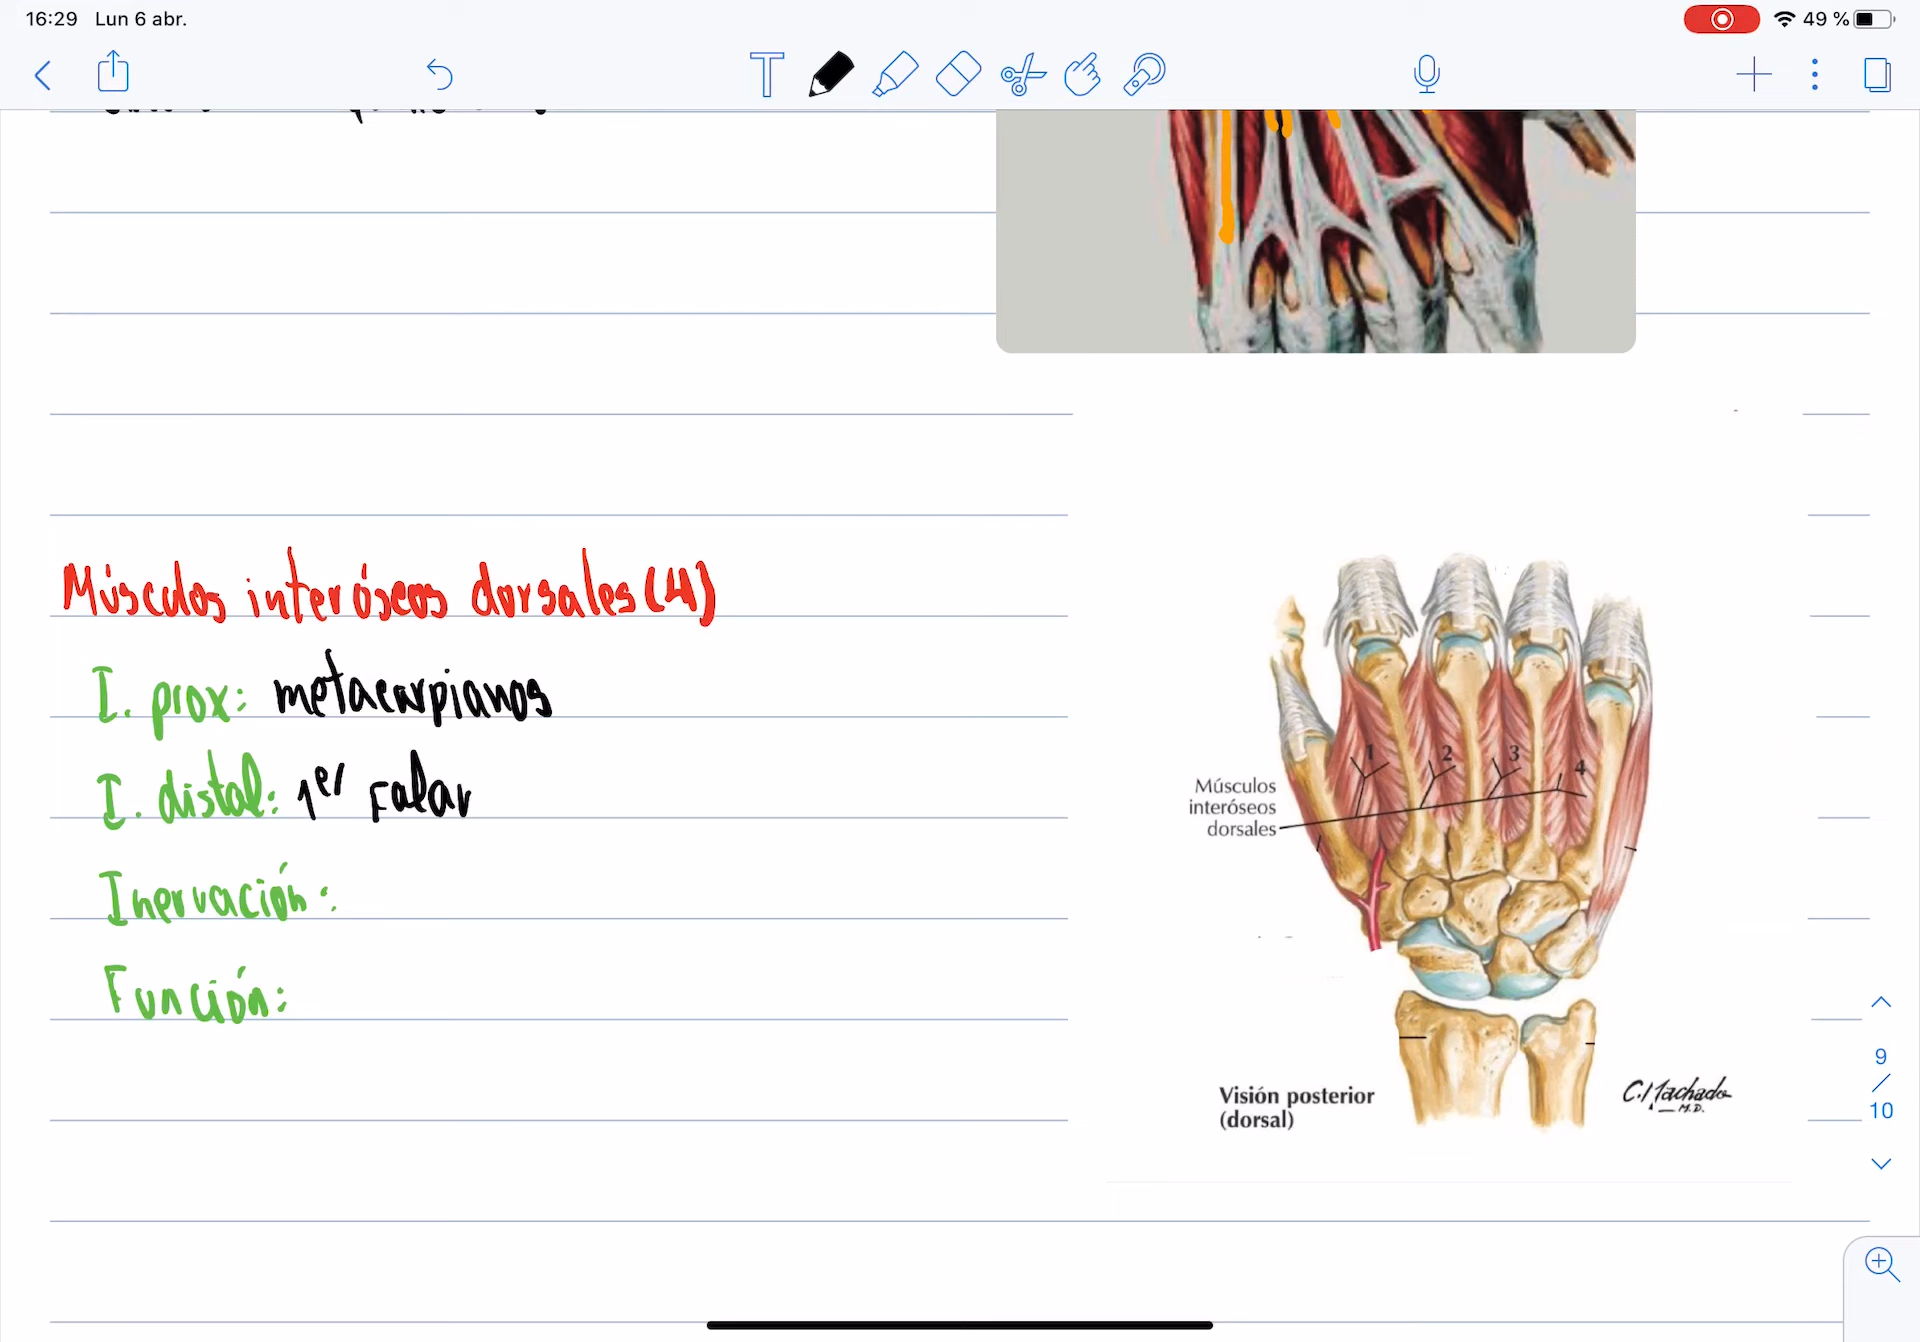 16:29 Lun 6 abr.
49 %
T
Músculos interóseos dorsales (4)
I. prox: metacarpianos
I. distal: 1er Falan
Inervación:
Función:
1 2 3 4
Músculos
interóseos
dorsales
Visión posterior
(dorsal)
C. Machado
M.D.
9
/
10